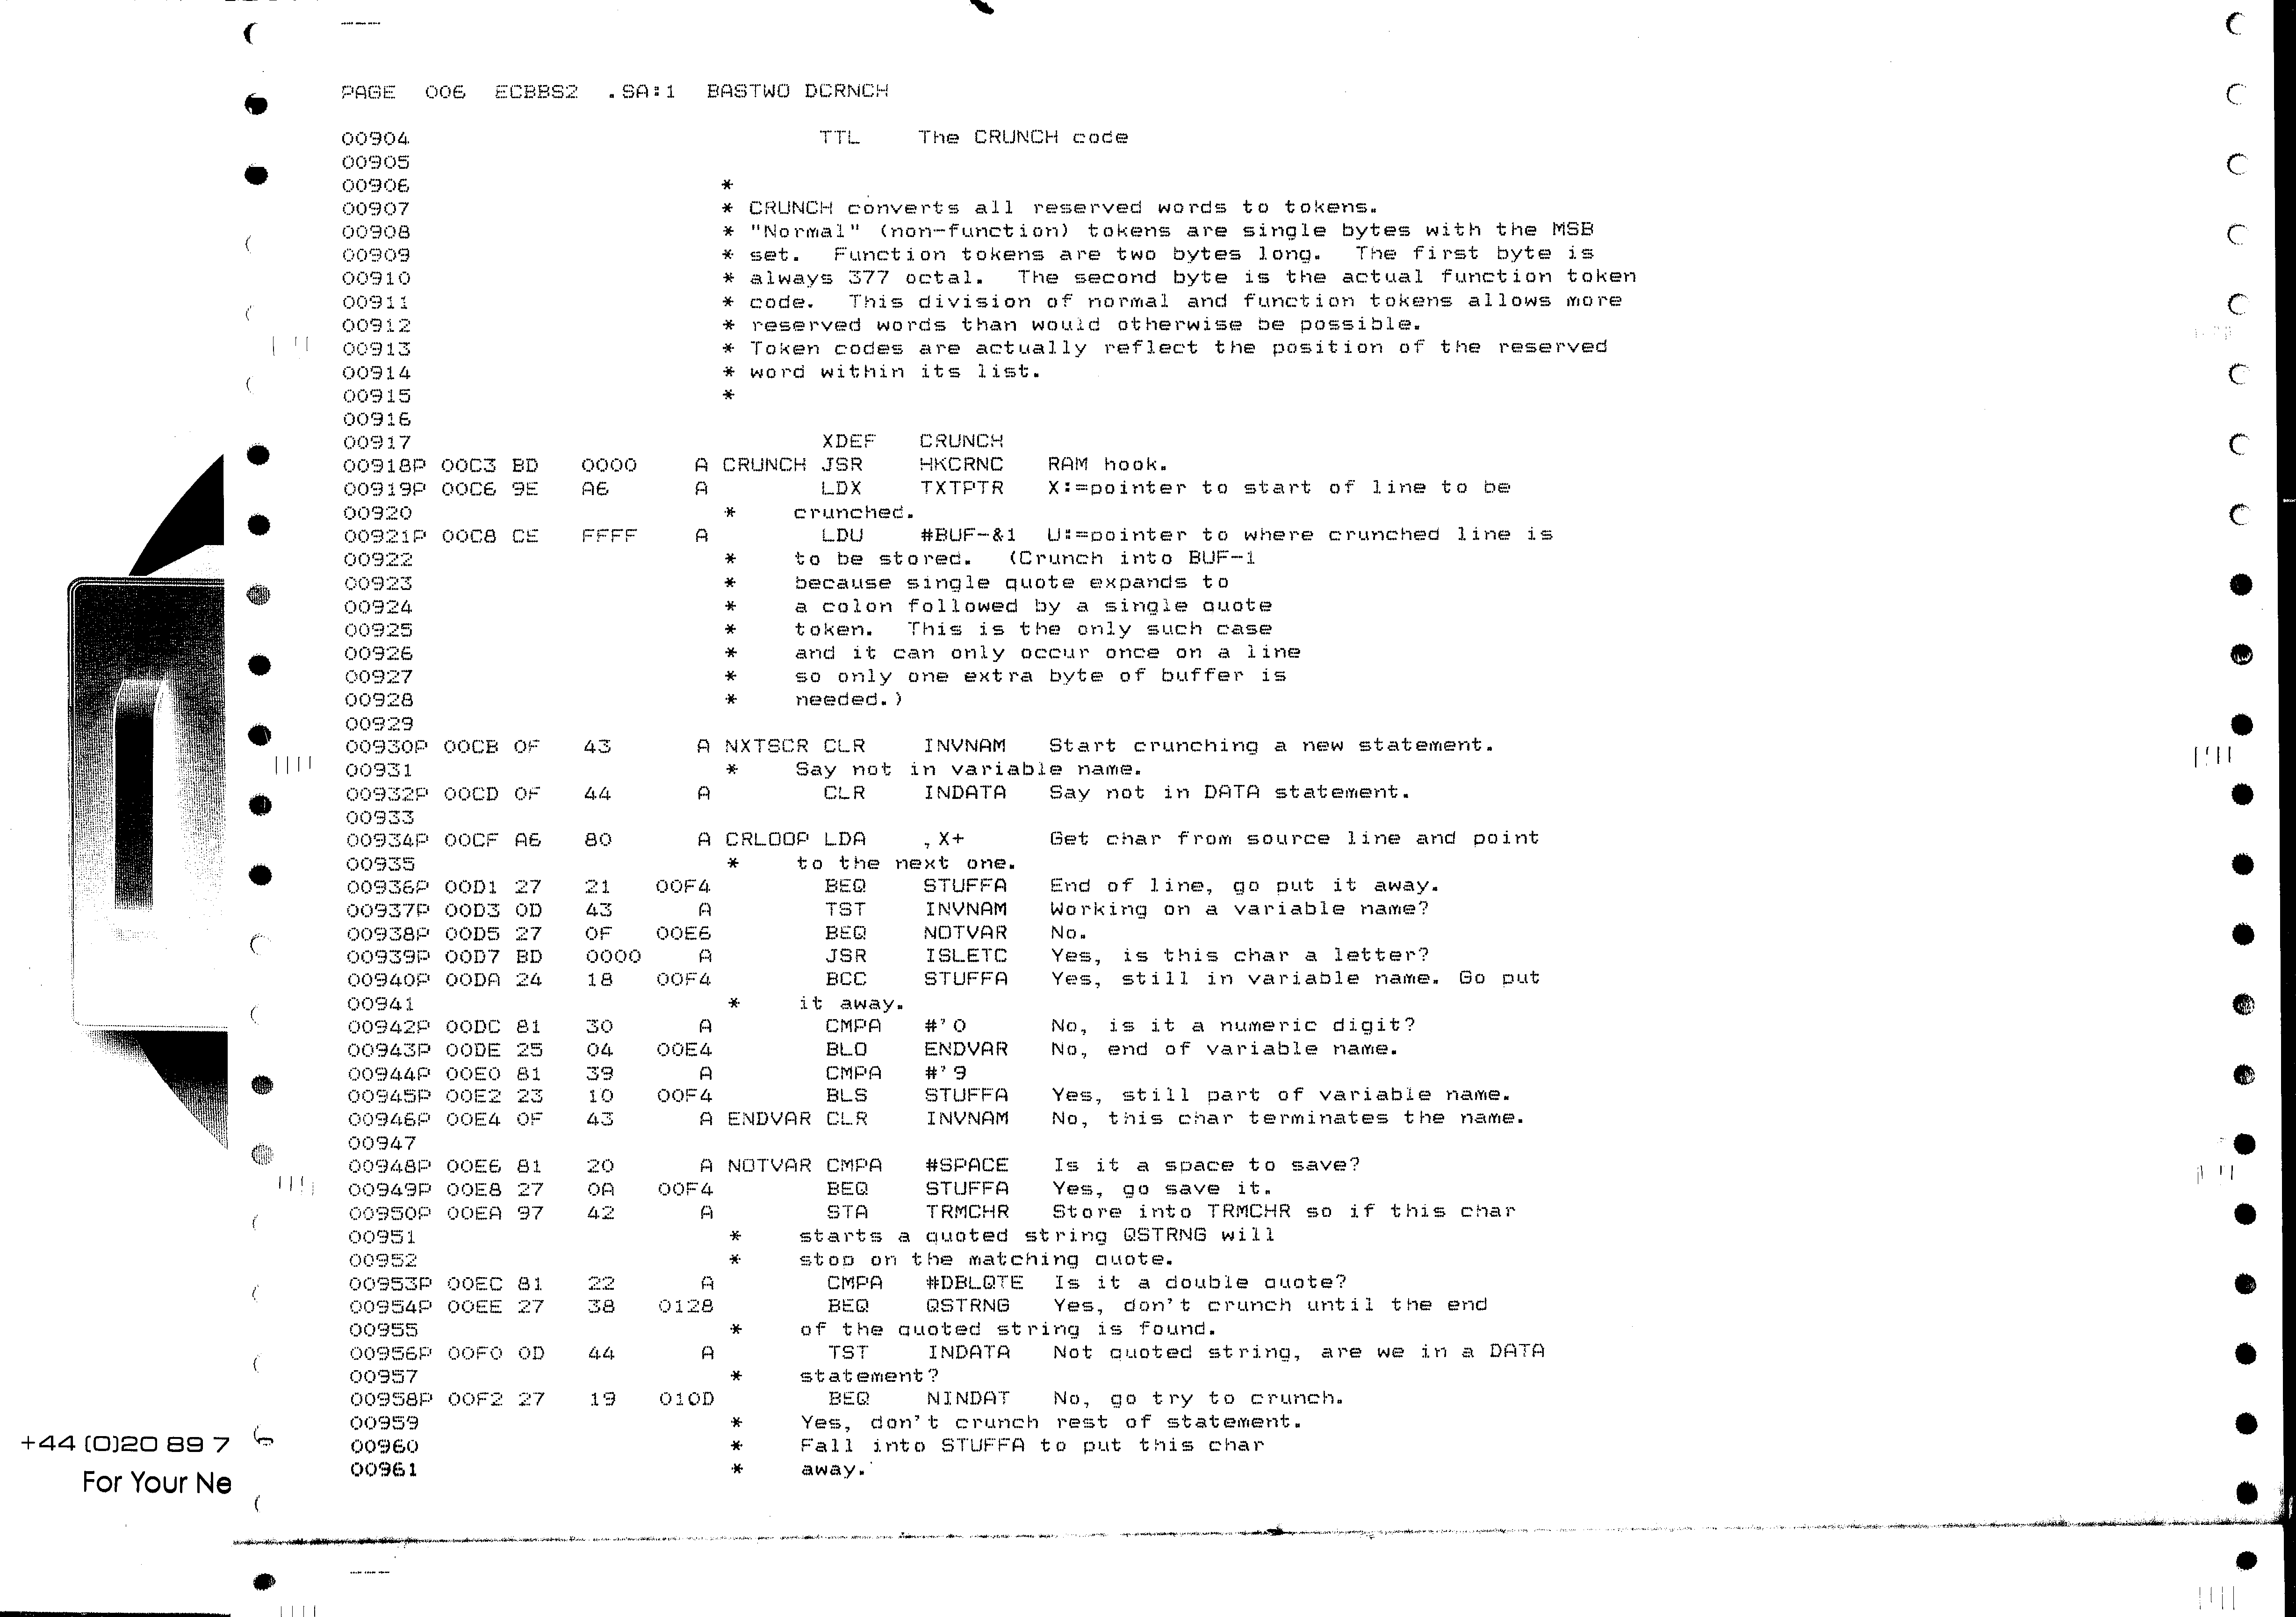 PAGE  006  ECBBS2  .SA:1  BASTWO DCRNCH
00904                              TTL    The CRUNCH code
00905
00906                       *
00907                       * CRUNCH converts all reserved words to tokens.
00908                       * "Normal" (non-function) tokens are single bytes with the MSB
00909                       * set.  Function tokens are two bytes long.  The first byte is
00910                       * always 377 octal.  The second byte is the actual function token
00911                       * code.  This division of normal and function tokens allows more
00912                       * reserved words than would otherwise be possible.
00913                       * Token codes are actually reflect the position of the reserved
00914                       * word within its list.
00915                       *
00916
00917                              XDEF   CRUNCH
00918P 00C3 BD   0000    A CRUNCH JSR    HKCRNC   RAM hook.
00919P 00C6 9E   A6      A        LDX    TXTPTR   X:=pointer to start of line to be
00920                       *    crunched.
00921P 00C8 CE   FFFF    A        LDU    #BUF-&1  U:=pointer to where crunched line is
00922                       *    to be stored.  (Crunch into BUF-1
00923                       *    because single quote expands to
00924                       *    a colon followed by a single quote
00925                       *    token.  This is the only such case
00926                       *    and it can only occur once on a line
00927                       *    so only one extra byte of buffer is
00928                       *    needed.)
00929
00930P 00CB 0F   43      A NXTSCR CLR    INVNAM   Start crunching a new statement.
00931                       *    Say not in variable name.
00932P 00CD 0F   44      A        CLR    INDATA   Say not in DATA statement.
00933
00934P 00CF A6   80      A CRLOOP LDA    ,X+      Get char from source line and point
00935                       *    to the next one.
00936P 00D1 27   21   00F4        BEQ    STUFFA   End of line, go put it away.
00937P 00D3 0D   43      A        TST    INVNAM   Working on a variable name?
00938P 00D5 27   0F   00E6        BEQ    NOTVAR   No.
00939P 00D7 BD   0000    A        JSR    ISLETC   Yes, is this char a letter?
00940P 00DA 24   18   00F4        BCC    STUFFA   Yes, still in variable name. Go put
00941                       *    it away.
00942P 00DC 81   30      A        CMPA   #'0      No, is it a numeric digit?
00943P 00DE 25   04   00E4        BLO    ENDVAR   No, end of variable name.
00944P 00E0 81   39      A        CMPA   #'9
00945P 00E2 23   10   00F4        BLS    STUFFA   Yes, still part of variable name.
00946P 00E4 0F   43      A ENDVAR CLR    INVNAM   No, this char terminates the name.
00947
00948P 00E6 81   20      A NOTVAR CMPA   #SPACE   Is it a space to save?
00949P 00E8 27   0A   00F4        BEQ    STUFFA   Yes, go save it.
00950P 00EA 97   42      A        STA    TRMCHR   Store into TRMCHR so if this char
00951                       *    starts a quoted string QSTRNG will
00952                       *    stop on the matching quote.
00953P 00EC 81   22      A        CMPA   #DBLQTE  Is it a double quote?
00954P 00EE 27   38   0128        BEQ    QSTRNG   Yes, don't crunch until the end
00955                       *    of the quoted string is found.
00956P 00F0 0D   44      A        TST    INDATA   Not quoted string, are we in a DATA
00957                       *    statement?
00958P 00F2 27   19   010D        BEQ    NINDAT   No, go try to crunch.
00959                       *    Yes, don't crunch rest of statement.
00960                       *    Fall into STUFFA to put this char
00961                       *    away.
+44 (0)20 89 7
For Your Ne